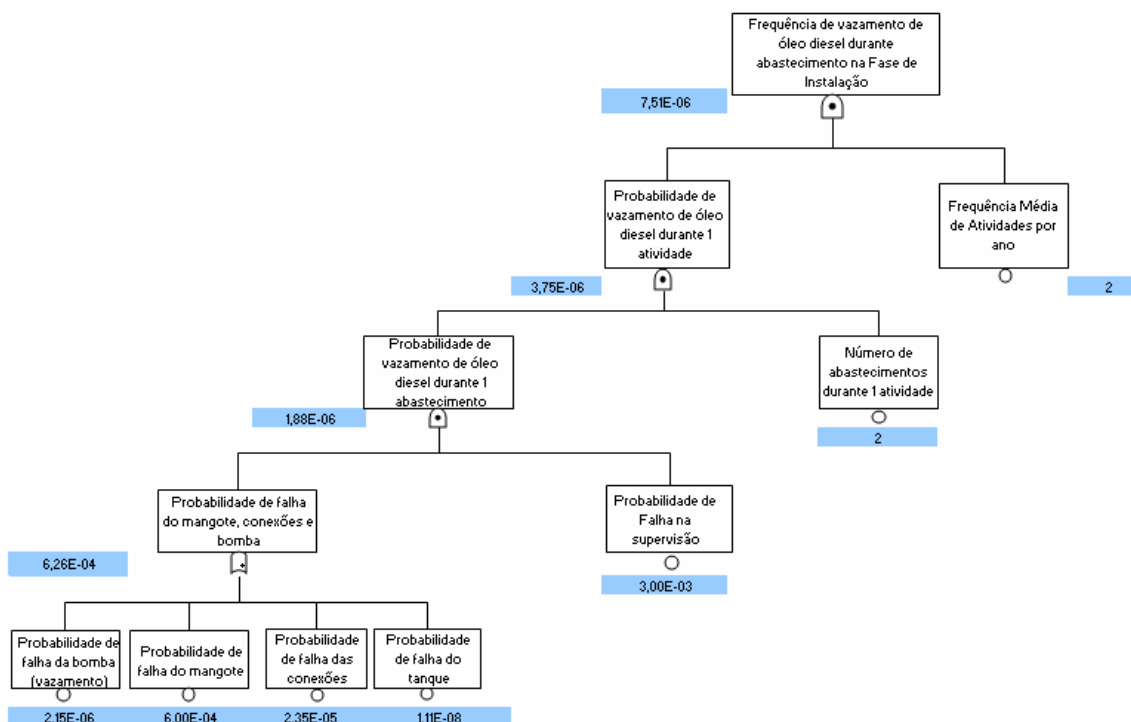 Frequência de vazamento de
óleo diesel durante
abastecimento na Fase de
Instalação
7,51E-06
Probabilidade de
vazamento de óleo
diesel durante 1
atividade
Frequência Média
de Atividades por
ano
3,75E-06
2
Probabilidade de
vazamento de óleo
diesel durante 1
abastecimento
Número de
abastecimentos
durante 1 atividade
1,88E-06
2
Probabilidade de falha
do mangote, conexões e
bomba
Probabilidade de
Falha na
supervisão
6,26E-04
3,00E-03
Probabilidade de
falha da bomba
(vazamento)
Probabilidade de
falha do mangote
Probabilidade
de falha das
conexões
Probabilidade
de falha do
tanque
2,15E-06
6,00E-04
2,35E-05
1,11E-08